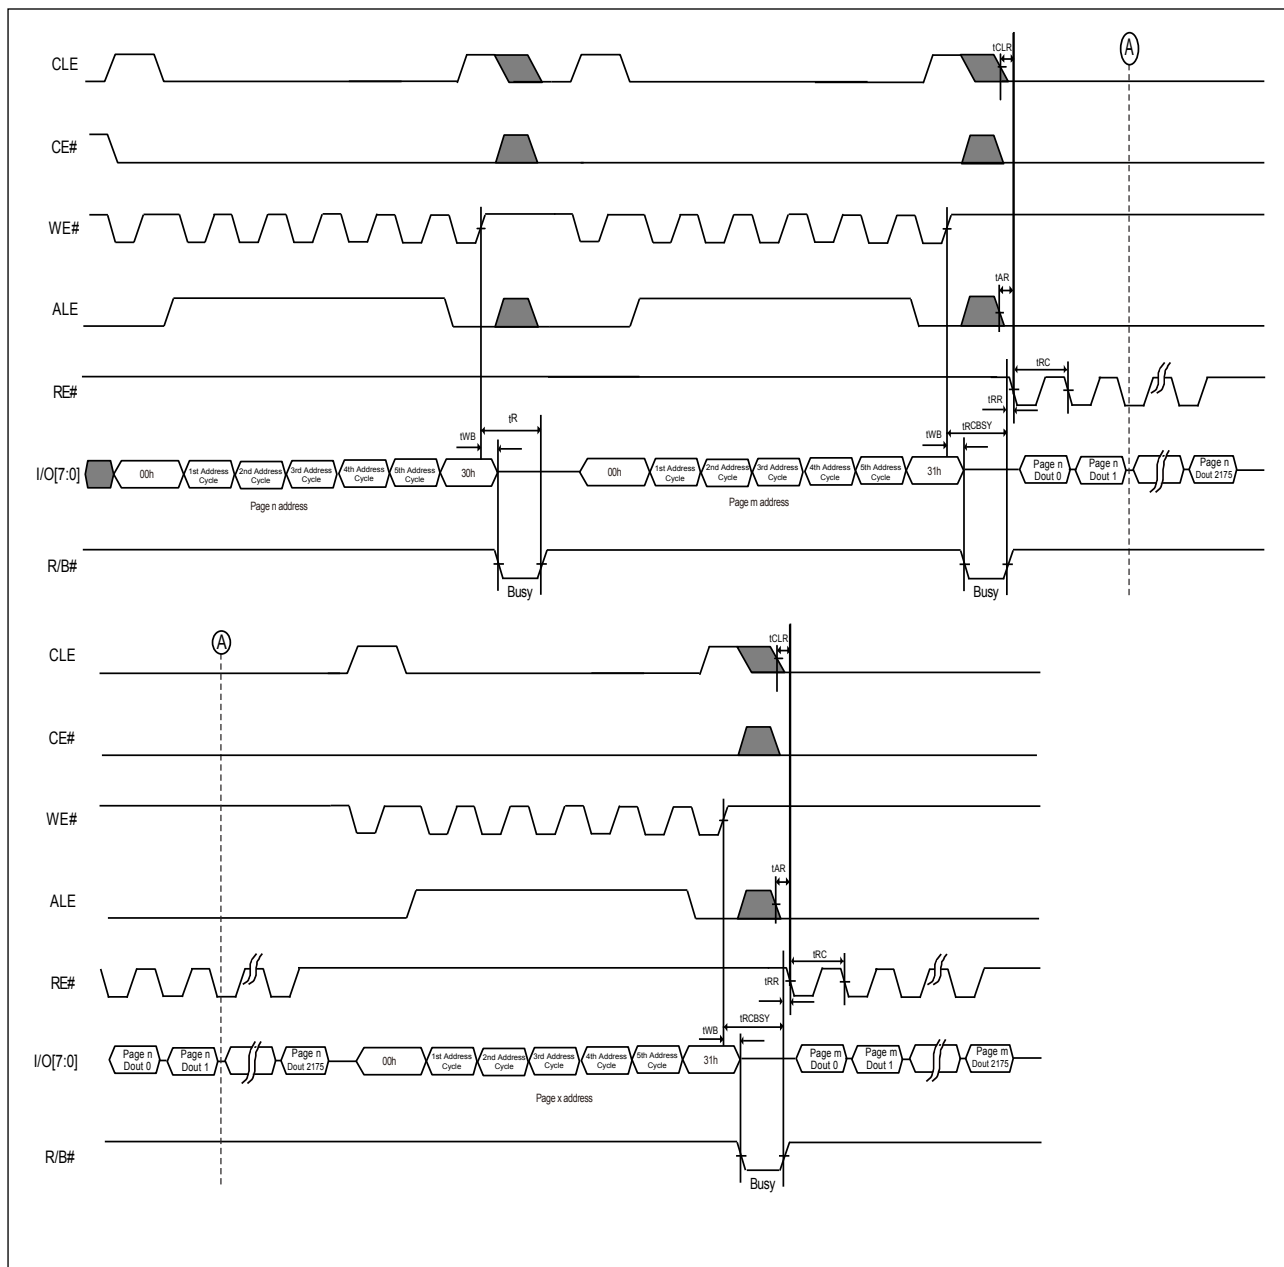 tCLR
A
CLE
CE#
WE#
tAR
ALE
tRC
RE#
tRR
tR
tRCBSY
tWB
tWB
I/O[7:0]
00h
1st Address Cycle
2nd Address Cycle
3rd Address Cycle
4th Address Cycle
5th Address Cycle
30h
00h
1st Address Cycle
2nd Address Cycle
3rd Address Cycle
4th Address Cycle
5th Address Cycle
31h
Page n Dout 0
Page n Dout 1
Page n Dout 2175
Page n address
Page m address
R/B#
Busy
Busy
A
tCLR
CLE
CE#
WE#
tAR
ALE
tRC
RE#
tRR
tRCBSY
tWB
I/O[7:0]
Page n Dout 0
Page n Dout 1
Page n Dout 2175
00h
1st Address Cycle
2nd Address Cycle
3rd Address Cycle
4th Address Cycle
5th Address Cycle
31h
Page m Dout 0
Page m Dout 1
Page m Dout 2175
Page x address
R/B#
Busy